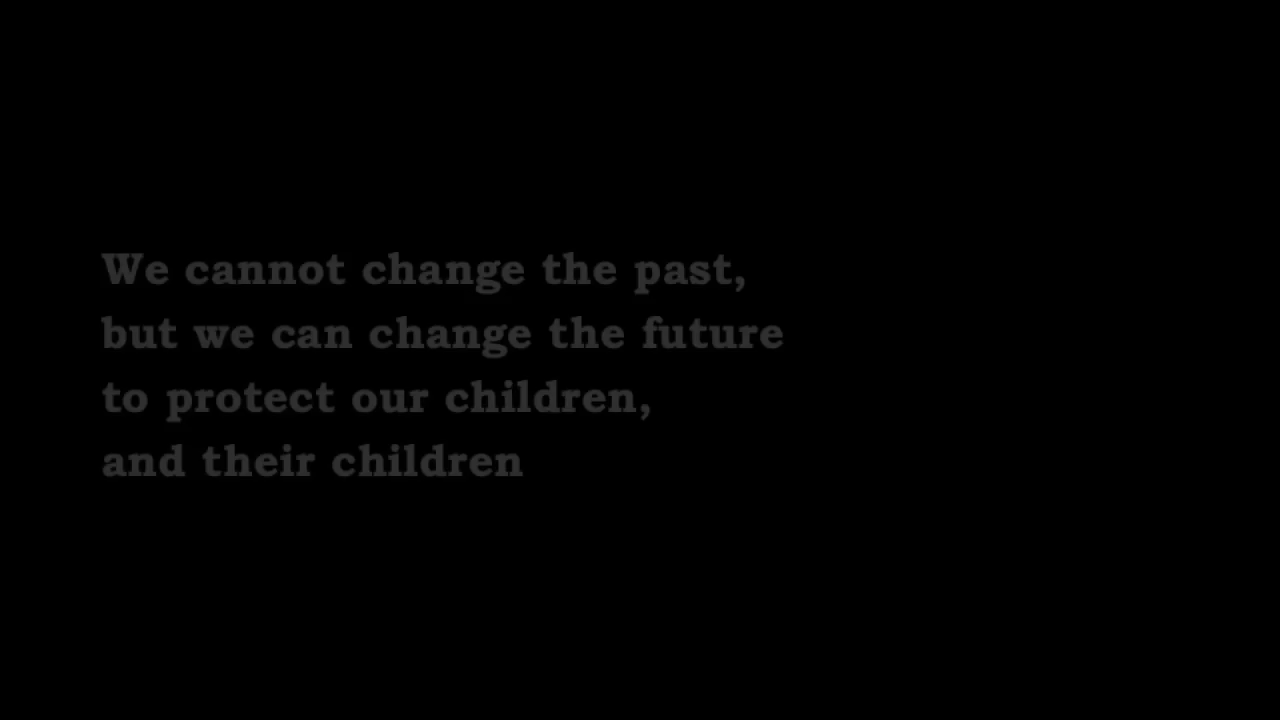 We cannot change the past,
but we can change the future
to protect our children,
and their children